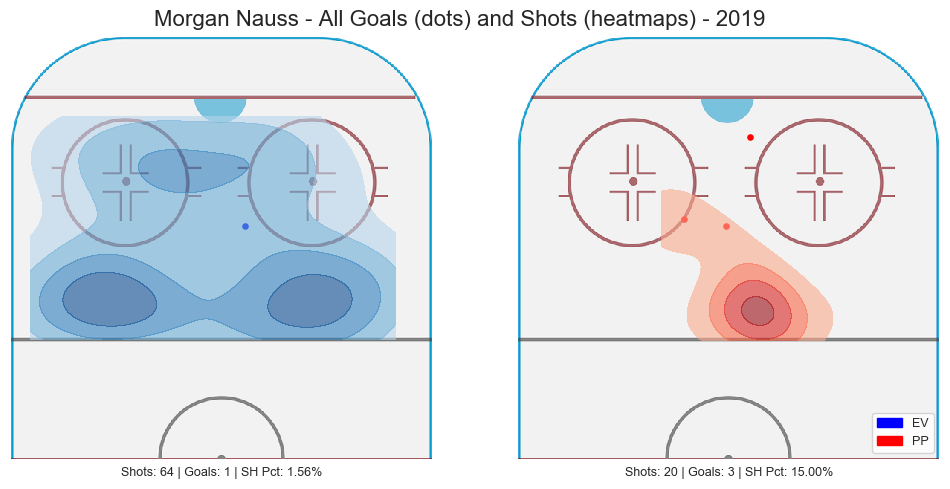 Morgan Nauss - All Goals (dots) and Shots (heatmaps) - 2019
EV
PP
Shots: 64 | Goals: 1 | SH Pct: 1.56%
Shots: 20 | Goals: 3 | SH Pct: 15.00%